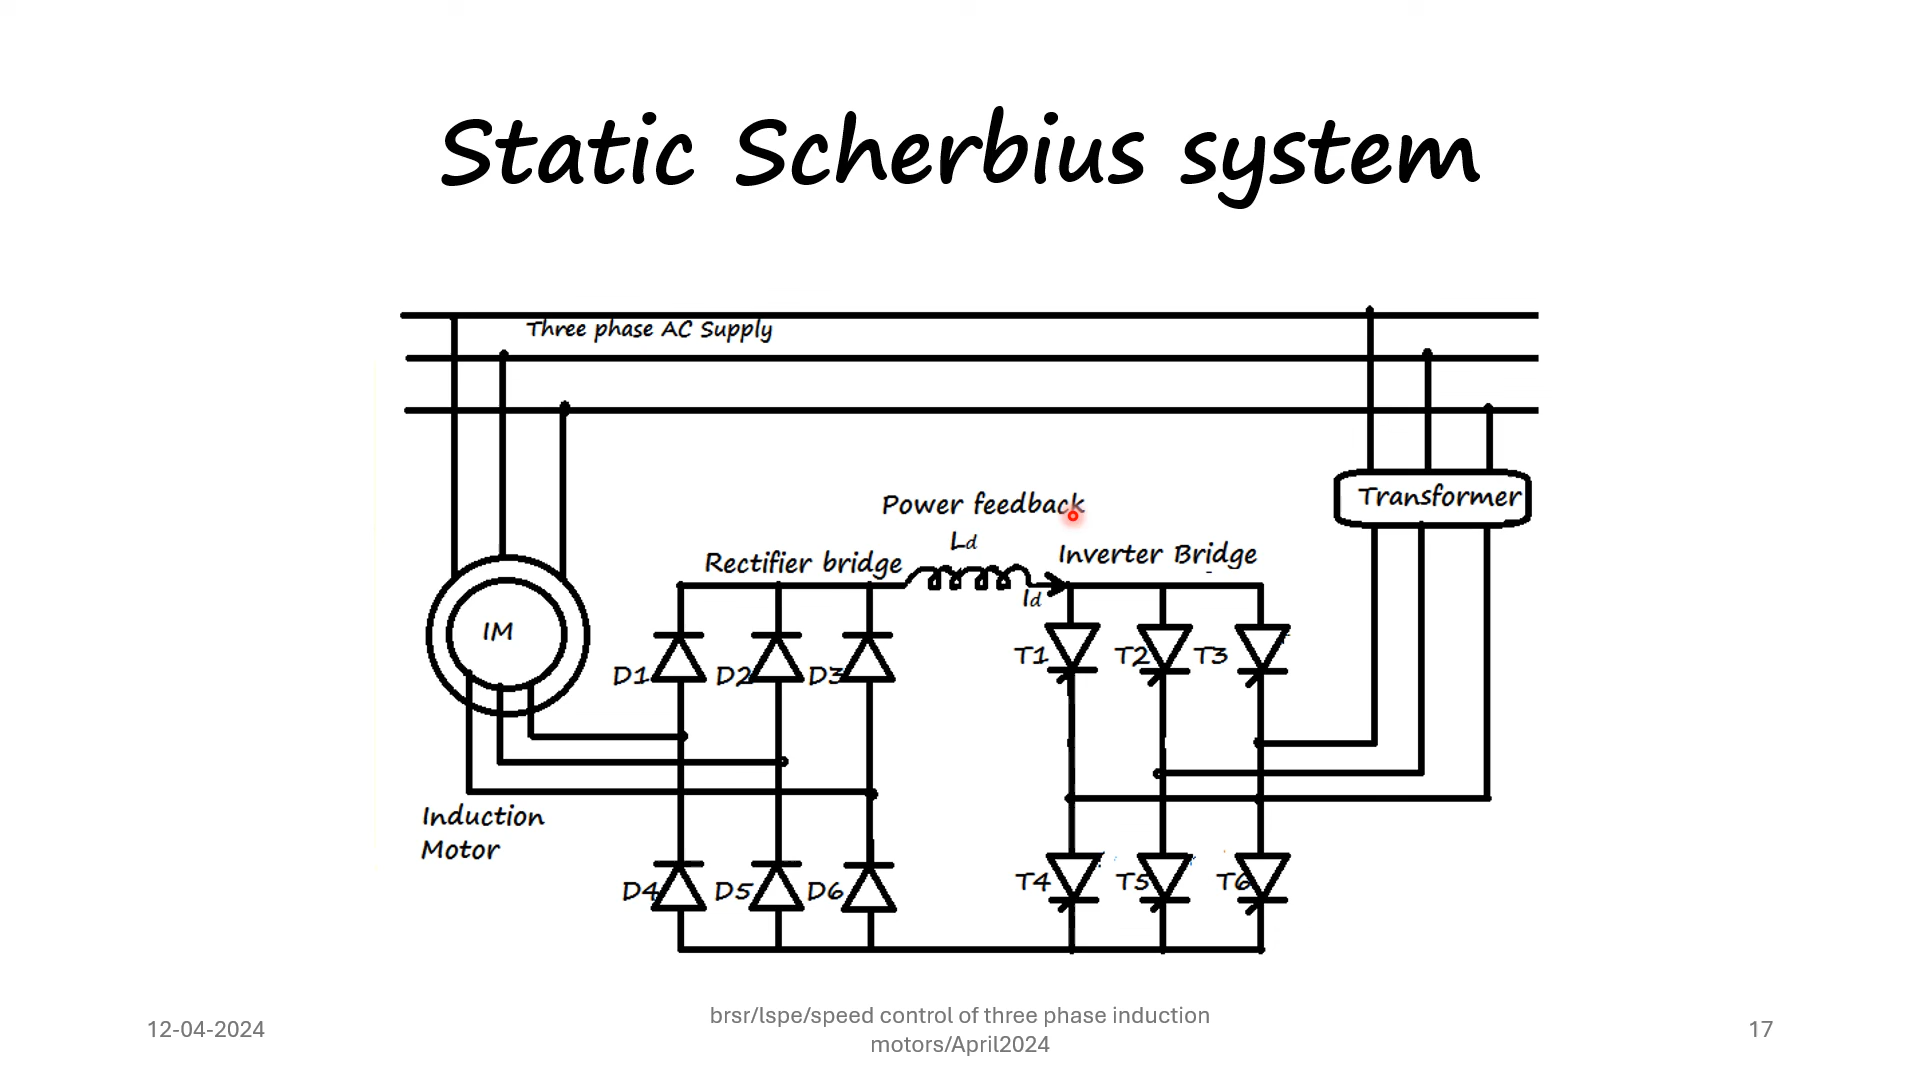 Static Scherbius system
Three phase AC Supply
Power feedback
Transformer
Ld
Rectifier bridge
Inverter Bridge
Id
IM
D1
D2
D3
T1
T2
T3
Induction
Motor
D4
D5
D6
T4
T5
T6
12-04-2024
brsr/lspe/speed control of three phase induction
motors/April2024
17